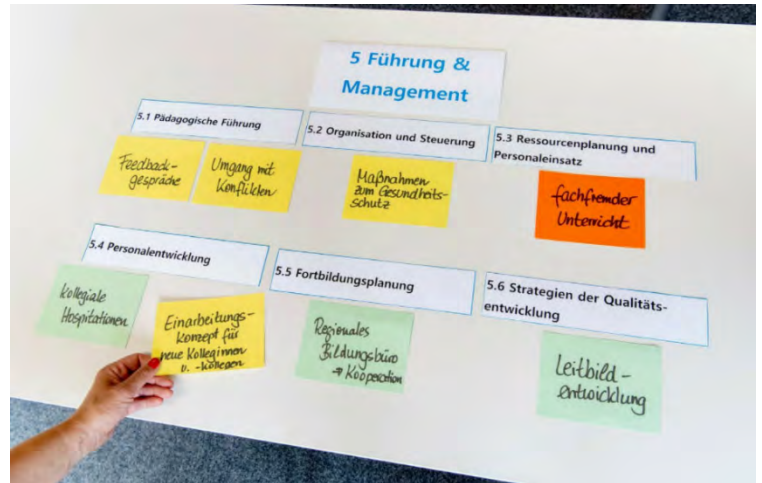 5 Führung &
Management
5.1 Pädagogische Führung
Feedback-
gespräche
Umgang mit
Konflikten
5.2 Organisation und Steuerung
Maßnahmen
zum Gesundheits-
schutz
5.3 Ressourcenplanung und
Personaleinsatz
fachfremder
Unterricht
5.4 Personalentwicklung
Kollegiale
Hospitationen
Einarbeitungs-
konzept für
neue Kolleginnen
u. -kollegen
5.5 Fortbildungsplanung
Regionales
Bildungsbüro
→ Kooperation
5.6 Strategien der Qualitäts-
entwicklung
Leitbild-
entwicklung